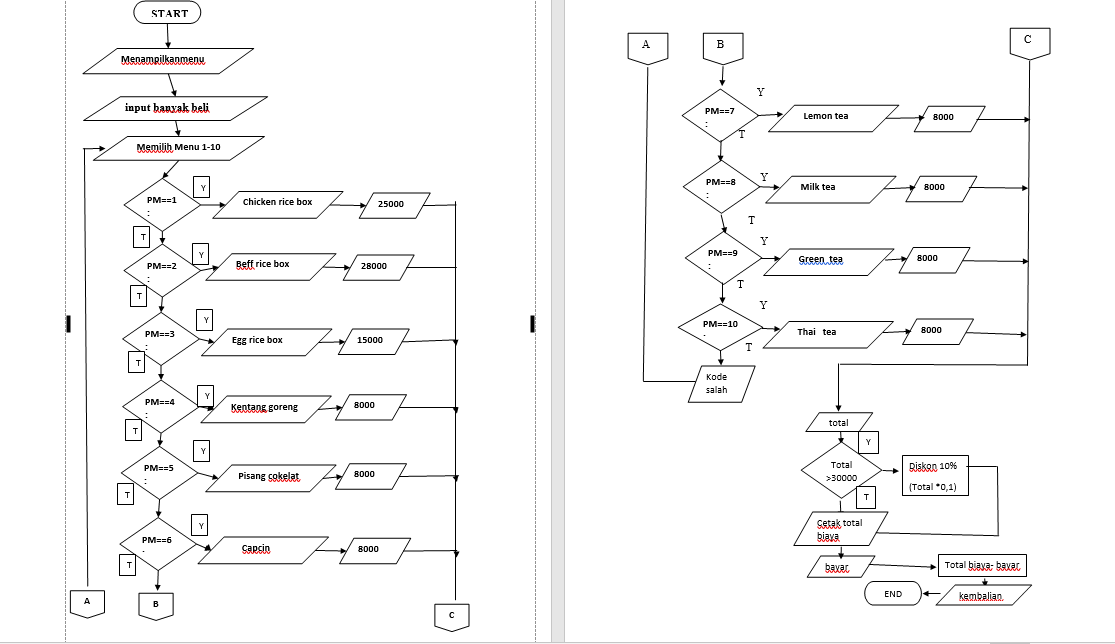 START
Menampilkanmenu
input banyak beli
Memilih Menu 1-10
PM==1
:
Y
Chicken rice box
25000
T
PM==2
:
Y
Beff rice box
28000
T
PM==3
:
Y
Egg rice box
15000
T
PM==4
:
Y
Kentang goreng
8000
T
PM==5
:
Y
Pisang cokelat
8000
T
PM==6
.
Y
Capcin
8000
T
A
B
C
A
B
C
PM==7
:
Y
Lemon tea
8000
T
PM==8
:
Y
Milk tea
8000
T
PM==9
:
Y
Green tea
8000
T
PM==10
.
Y
Thai tea
8000
T
Kode
salah
total
Total
>30000
Y
Diskon 10%
(Total *0,1)
T
Cetak total
biaya
bayar
Total biaya- bayar
kembalian
END